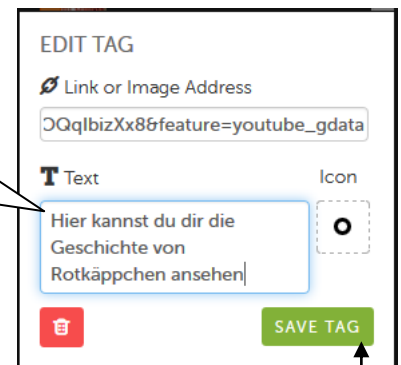 EDIT TAG
Link or Image Address
QqIbizXx8&feature=youtube_gdata
T Text
Icon
Hier kannst du dir die
Geschichte von
Rotkäppchen ansehen
SAVE TAG